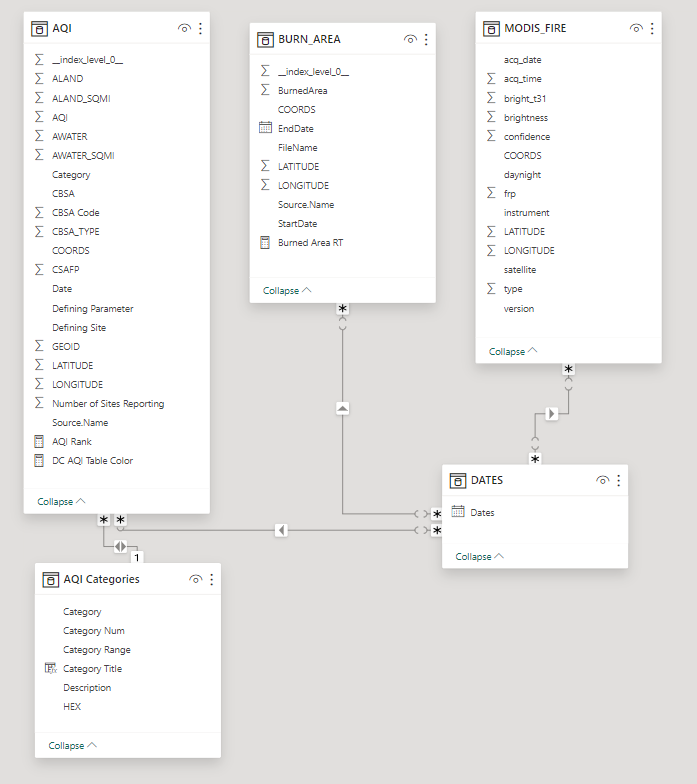 AQI
__index_level_0__
ALAND
ALAND_SQMI
AQI
AWATER
AWATER_SQMI
Category
CBSA
CBSA Code
CBSA_TYPE
COORDS
CSAFP
Date
Defining Parameter
Defining Site
GEOID
LATITUDE
LONGITUDE
Number of Sites Reporting
Source.Name
AQI Rank
DC AQI Table Color
Collapse
BURN_AREA
__index_level_0__
BurnedArea
COORDS
EndDate
FileName
LATITUDE
LONGITUDE
Source.Name
StartDate
Burned Area RT
Collapse
MODIS_FIRE
acq_date
acq_time
bright_t31
brightness
confidence
COORDS
daynight
frp
instrument
LATITUDE
LONGITUDE
satellite
type
version
Collapse
*
*
*
DATES
Dates
Collapse
*
*
*
*
1
AQI Categories
Category
Category Num
Category Range
Category Title
Description
HEX
Collapse